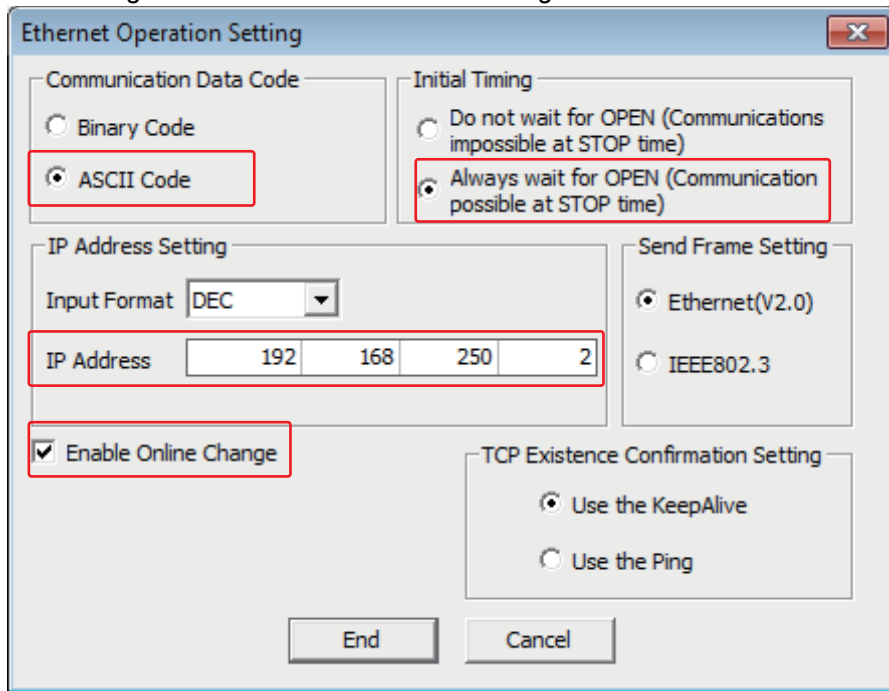 Ethernet Operation Setting
Communication Data Code
Binary Code
ASCII Code
Initial Timing
Do not wait for OPEN (Communications
impossible at STOP time)
Always wait for OPEN (Communication
possible at STOP time)
IP Address Setting
Input Format DEC
IP Address 192 168 250 2
Send Frame Setting
Ethernet(V2.0)
IEEE802.3
Enable Online Change
TCP Existence Confirmation Setting
Use the KeepAlive
Use the Ping
End Cancel